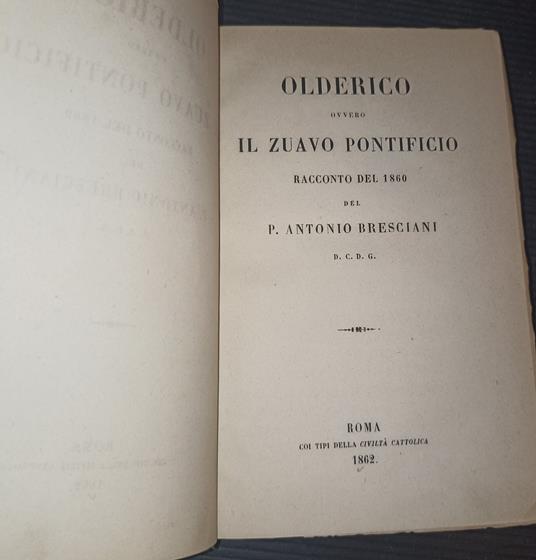 OLDERICO
OVVERO
IL ZUAVO PONTIFICIO
RACCONTO DEL 1860
DEL
P. ANTONIO BRESCIANI
D. C. D. G.
ROMA
COI TIPI DELLA CIVILTÀ CATTOLICA
1862.